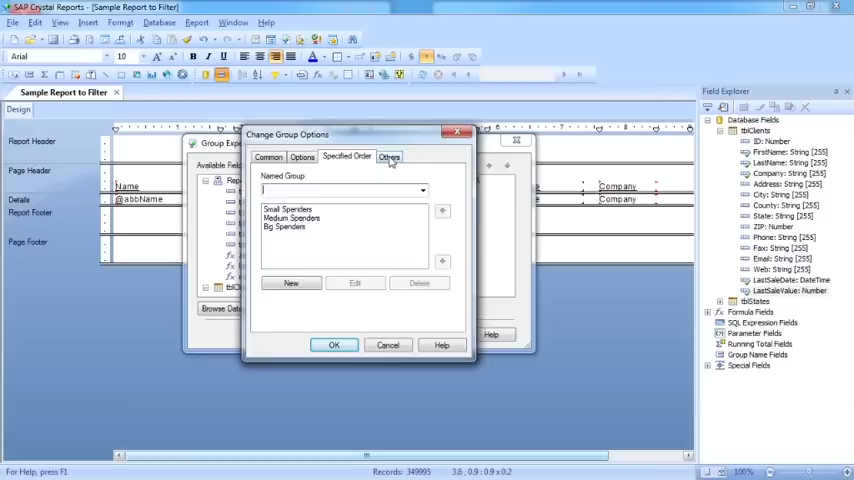 SAP Crystal Reports - [Sample Report to Filter]
File Edit View Insert Format Database Report Window Help
Arial 10
Sample Report to Filter
Design
Report Header
Page Header
Name
Company
Details
@abbName
Company
Report Footer
Page Footer
Group Exp
Available Fiel
Repo
tblCli
Browse Data
Help
Change Group Options
Common Options Specified Order Others
Named Group
Small Spenders
Medium Spenders
Big Spenders
New Edit Delete
OK Cancel Help
Field Explorer
Database Fields
tblClients
ID: Number
FirstName: String [255]
LastName: String [255]
Company: String [255]
Address: String [255]
City: String [255]
County: String [255]
State: String [255]
ZIP: Number
Phone: String [255]
Fax: String [255]
Email: String [255]
Web: String [255]
LastSaleDate: DateTime
LastSaleValue: Number
tblStates
Formula Fields
SQL Expression Fields
Parameter Fields
Running Total Fields
Group Name Fields
Special Fields
For Help, press F1
Records: 349995
3.6 , 0.9 : 0.9 x 0.2
100%